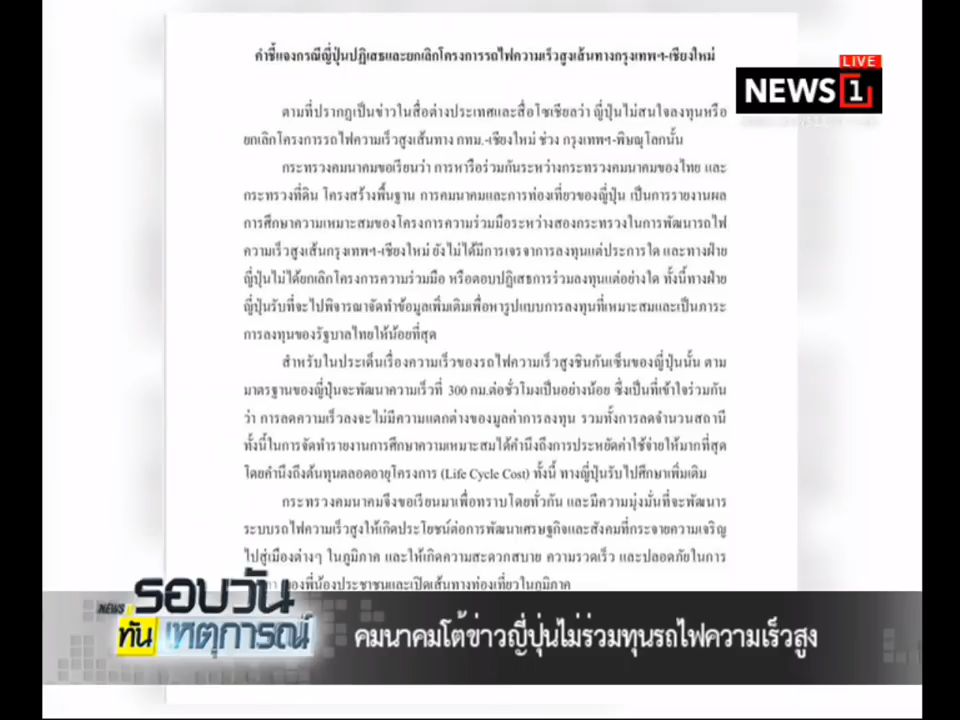 คำชี้แจงกรณีญี่ปุ่นปฏิเสธและยกเลิกโครงการรถไฟความเร็วสูงเส้นทางกรุงเทพฯ-เชียงใหม่
LIVE
NEWS 1
ตามที่ปรากฏเป็นข่าวในสื่อต่างประเทศและสื่อโซเชียลว่า ญี่ปุ่นไม่สนใจลงทุนหรือ
ยกเลิกโครงการรถไฟความเร็วสูงเส้นทาง กทม.-เชียงใหม่ ช่วง กรุงเทพฯ-พิษณุโลกนั้น
กระทรวงคมนาคมขอเรียนว่า การหารือร่วมกันระหว่างกระทรวงคมนาคมของไทย และ
กระทรวงที่ดิน โครงสร้างพื้นฐาน การคมนาคมและการท่องเที่ยวของญี่ปุ่น เป็นการรายงานผล
การศึกษาความเหมาะสมของโครงการความร่วมมือระหว่างสองกระทรวงในการพัฒนารถไฟ
ความเร็วสูงเส้นกรุงเทพฯ-เชียงใหม่ ยังไม่ได้มีการเจรจาการลงทุนแต่ประการใด และทางฝ่าย
ญี่ปุ่นไม่ได้ยกเลิกโครงการความร่วมมือ หรือตอบปฏิเสธการร่วมลงทุนแต่อย่างใด ทั้งนี้ทางฝ่าย
ญี่ปุ่นรับที่จะไปพิจารณาจัดทำข้อมูลเพิ่มเติมเพื่อหารูปแบบการลงทุนที่เหมาะสมและเป็นภาระ
การลงทุนของรัฐบาลไทยให้น้อยที่สุด
สำหรับในประเด็นเรื่องความเร็วของรถไฟความเร็วสูงชินกันเซ็นของญี่ปุ่นนั้น ตาม
มาตรฐานของญี่ปุ่นจะพัฒนาความเร็วที่ 300 กม.ต่อชั่วโมงเป็นอย่างน้อย ซึ่งเป็นที่เข้าใจร่วมกัน
ว่า การลดความเร็วลงจะไม่มีความแตกต่างของมูลค่าการลงทุน รวมทั้งการลดจำนวนสถานี
ทั้งนี้ในการจัดทำรายงานการศึกษาความเหมาะสมได้คำนึงถึงการประหยัดค่าใช้จ่ายให้มากที่สุด
โดยคำนึงถึงต้นทุนตลอดอายุโครงการ (Life Cycle Cost) ทั้งนี้ ทางญี่ปุ่นรับไปศึกษาเพิ่มเติม
กระทรวงคมนาคมจึงขอเรียนมาเพื่อทราบโดยทั่วกัน และมีความมุ่งมั่นที่จะพัฒนาร
ระบบรถไฟความเร็วสูงให้เกิดประโยชน์ต่อการพัฒนาเศรษฐกิจและสังคมที่กระจายความเจริญ
ไปสู่เมืองต่างๆ ในภูมิภาค และให้เกิดความสะดวกสบาย ความรวดเร็ว และปลอดภัยในการ
ของพี่น้องประชาชนและเปิดเส้นทางท่องเที่ยวในภูมิภาค
NEWS 1 รอบวัน
ทัน เหตุการณ์
คมนาคมโต้ข่าวญี่ปุ่นไม่ร่วมทุนรถไฟความเร็วสูง